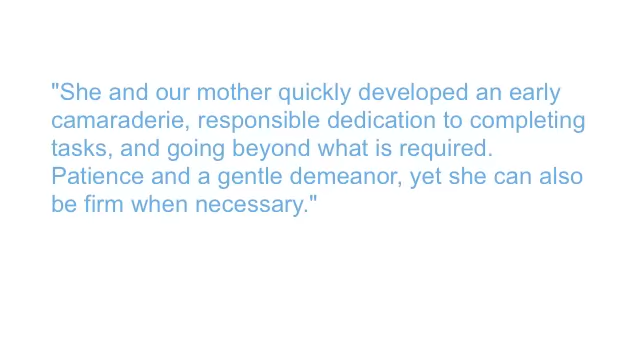 "She and our mother quickly developed an early
camaraderie, responsible dedication to completing
tasks, and going beyond what is required.
Patience and a gentle demeanor, yet she can also
be firm when necessary."